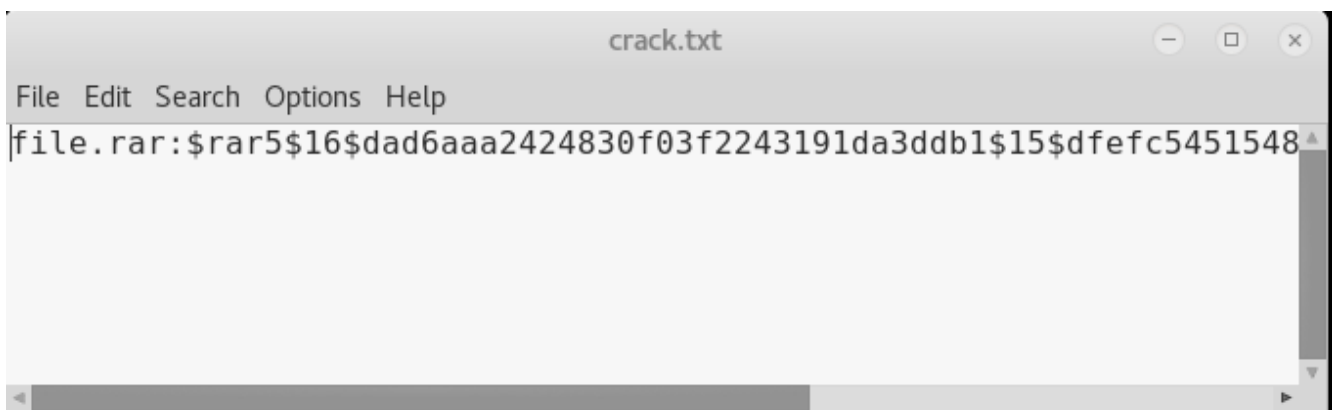 crack.txt
File Edit Search Options Help
file.rar:$rar5$16$dad6aaa2424830f03f2243191da3ddb1$15$dfefc5451548